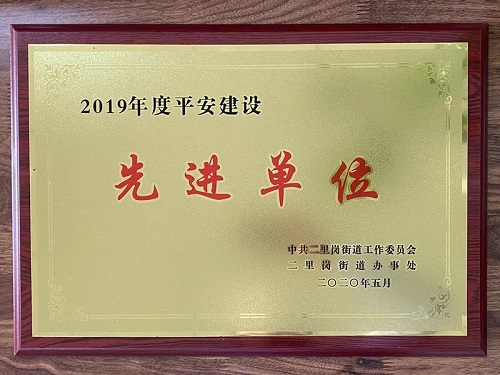 2019年度平安建设
先进单位
中共二里岗街道工作委员会
二里岗街道办事处
二〇二〇年五月